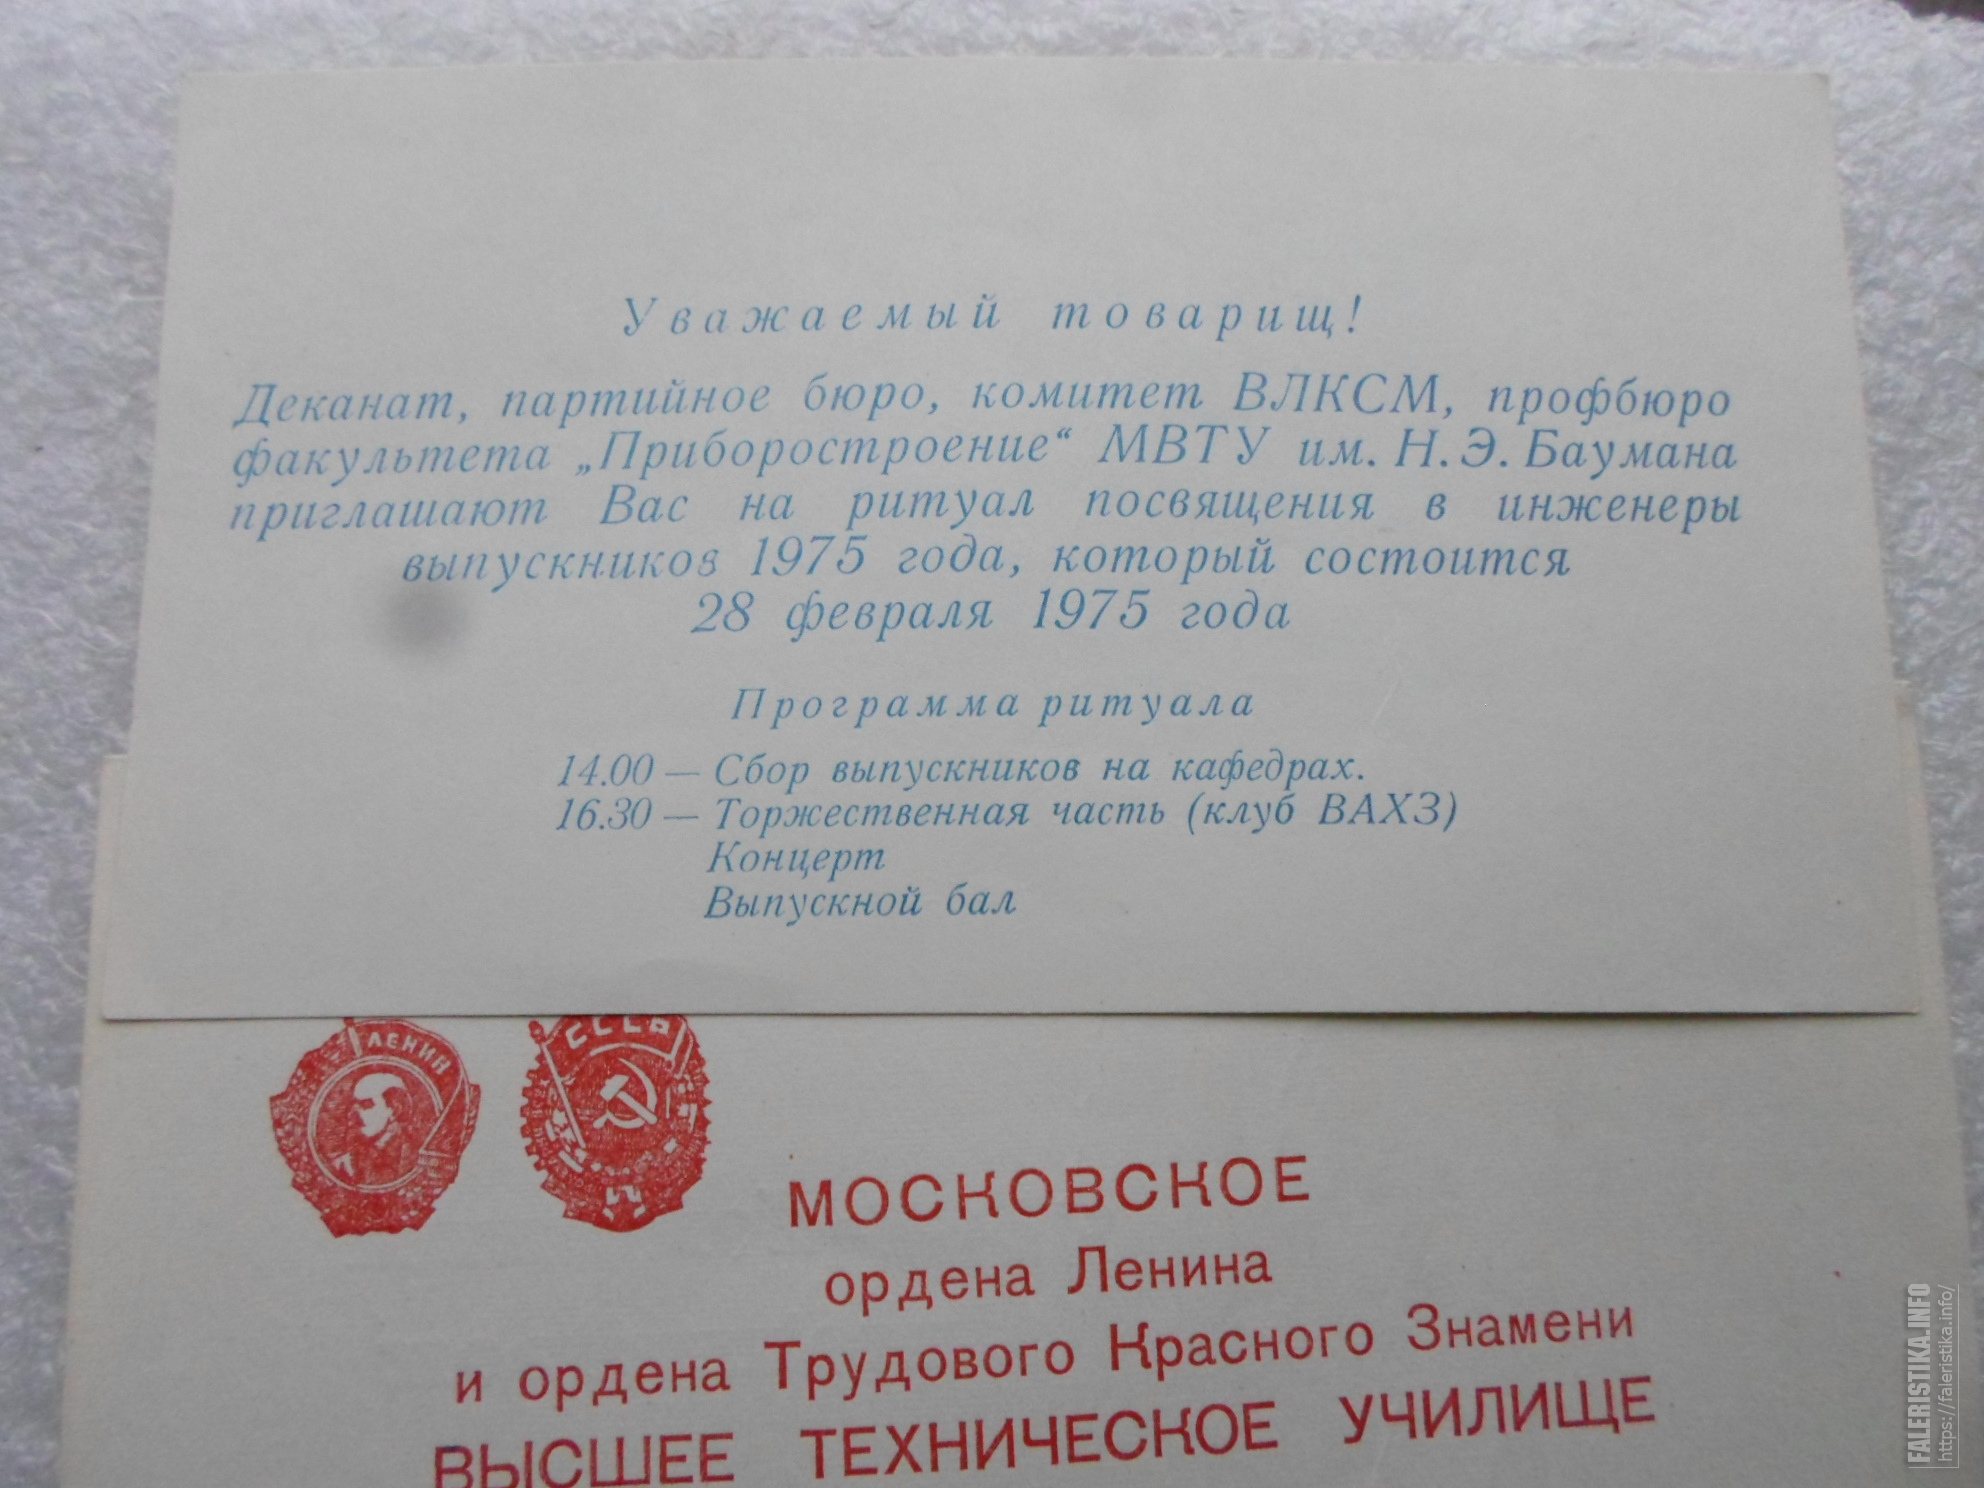 Уважаемый товарищ!
Деканат, партийное бюро, комитет ВЛКСМ, профбюро
факультета „Приборостроение“ МВТУ им. Н. Э. Баумана
приглашают Вас на ритуал посвящения в инженеры
выпускников 1975 года, который состоится
28 февраля 1975 года
Программа ритуала
14.00 — Сбор выпускников на кафедрах.
16.30 — Торжественная часть (клуб ВАХЗ)
Концерт
Выпускной бал
ЛЕНИН
СССР
МОСКОВСКОЕ
ордена Ленина
и ордена Трудового Красного Знамени
ВЫСШЕЕ ТЕХНИЧЕСКОЕ УЧИЛИЩЕ
FALERISTIKA.INFO
https://faleristika.info/